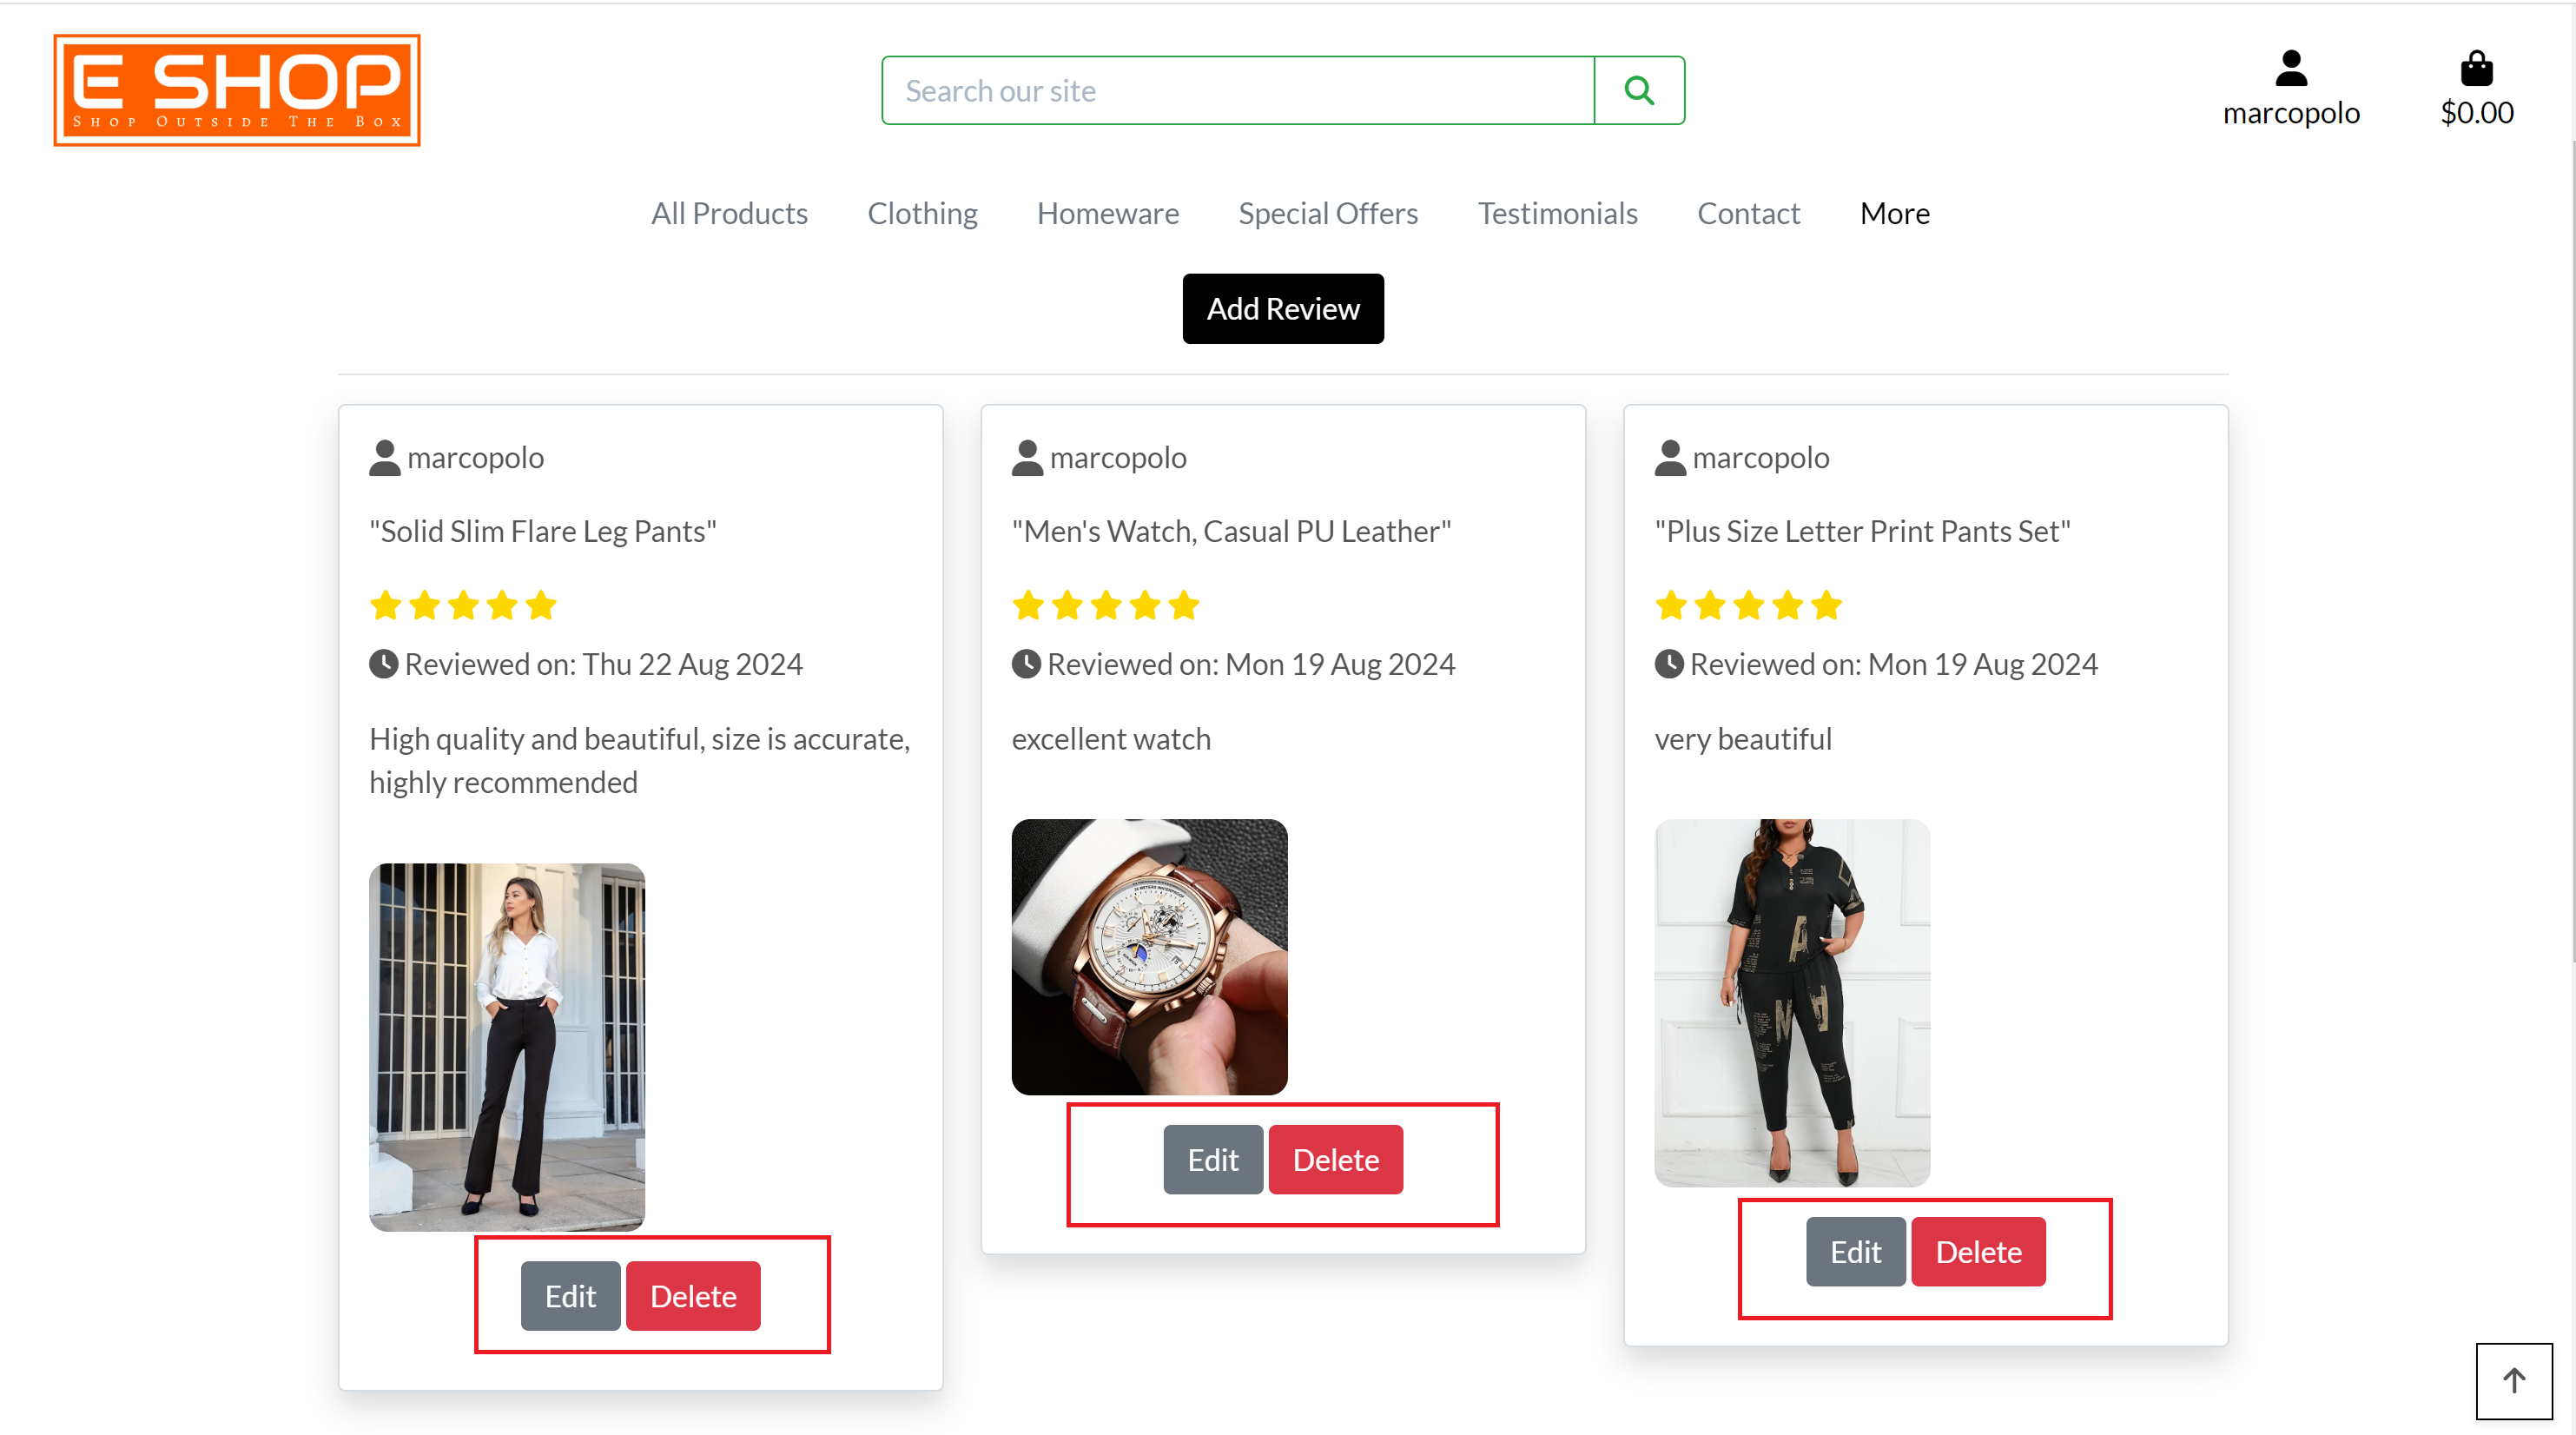 E SHOP
Shop Outside The Box
Search our site
marcopolo
$0.00
All Products Clothing Homeware Special Offers Testimonials Contact More
Add Review
marcopolo
"Solid Slim Flare Leg Pants"
Reviewed on: Thu 22 Aug 2024
High quality and beautiful, size is accurate,
highly recommended
Edit Delete
marcopolo
"Men's Watch, Casual PU Leather"
Reviewed on: Mon 19 Aug 2024
excellent watch
Edit Delete
marcopolo
"Plus Size Letter Print Pants Set"
Reviewed on: Mon 19 Aug 2024
very beautiful
A
Edit Delete